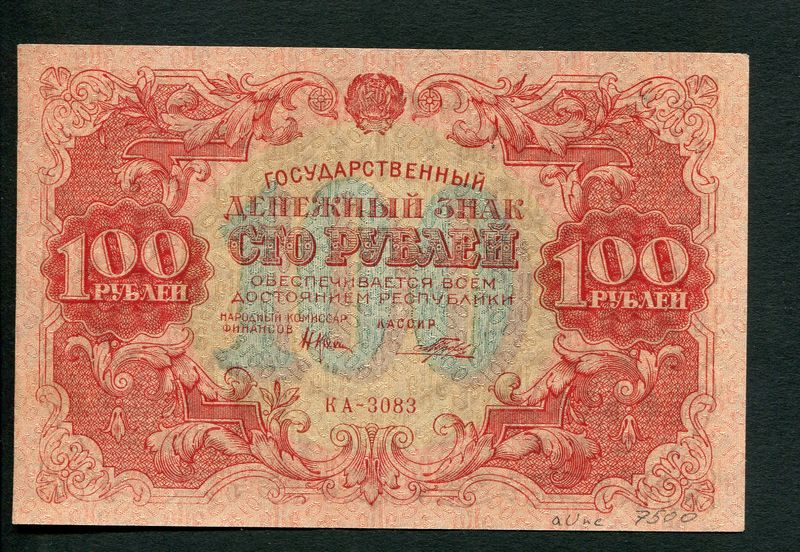 ГОСУДАРСТВЕННЫЙ
ДЕНЕЖНЫЙ ЗНАК
СТО РУБЛЕЙ
ОБЕСПЕЧИВАЕТСЯ ВСЕМ
ДОСТОЯНИЕМ РЕСПУБЛИКИ
НАРОДНЫЙ КОМИССАР
ФИНАНСОВ
КАССИР
100
РУБЛЕЙ
100
100
РУБЛЕЙ
КА-3083
aUnc 7500